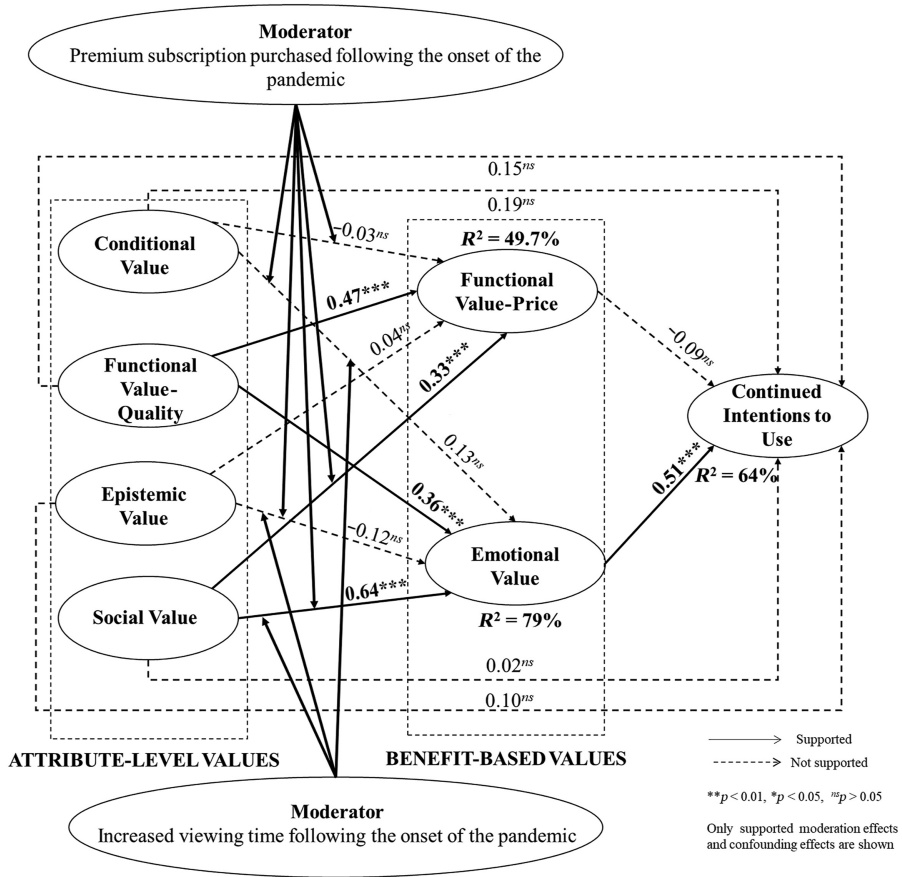 Moderator
Premium subscription purchased following the onset of the
pandemic
0.15ns
0.19ns
Conditional
Value
−0.03ns
R² = 49.7%
Functional
Value-Price
0.47***
0.04ns
0.33***
−0.09ns
Functional
Value-
Quality
Continued
Intentions to
Use
R² = 64%
0.13ns
0.51***
Epistemic
Value
0.36***
−0.12ns
Emotional
Value
R² = 79%
0.64***
Social Value
0.02ns
0.10ns
ATTRIBUTE-LEVEL VALUES
BENEFIT-BASED VALUES
Supported
Not supported
**p < 0.01, *p < 0.05, nsp > 0.05
Only supported moderation effects
and confounding effects are shown
Moderator
Increased viewing time following the onset of the pandemic